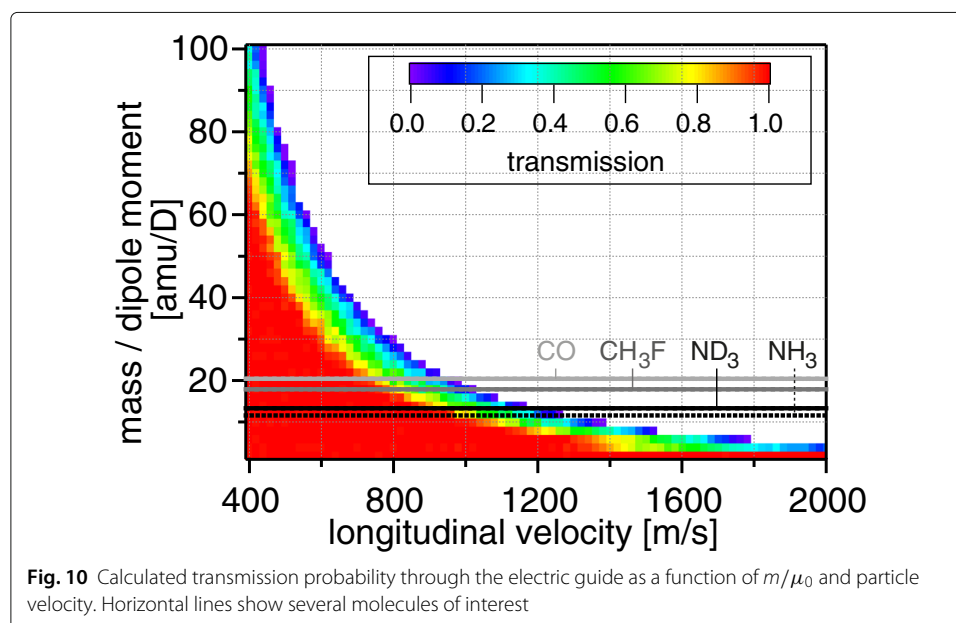 100
80
60
40
20
mass / dipole moment
[amu/D]
0.0 0.2 0.4 0.6 0.8 1.0
transmission
CO CH₃F ND₃ NH₃
400 800 1200 1600 2000
longitudinal velocity [m/s]
Fig. 10 Calculated transmission probability through the electric guide as a function of m/μ₀ and particle
velocity. Horizontal lines show several molecules of interest